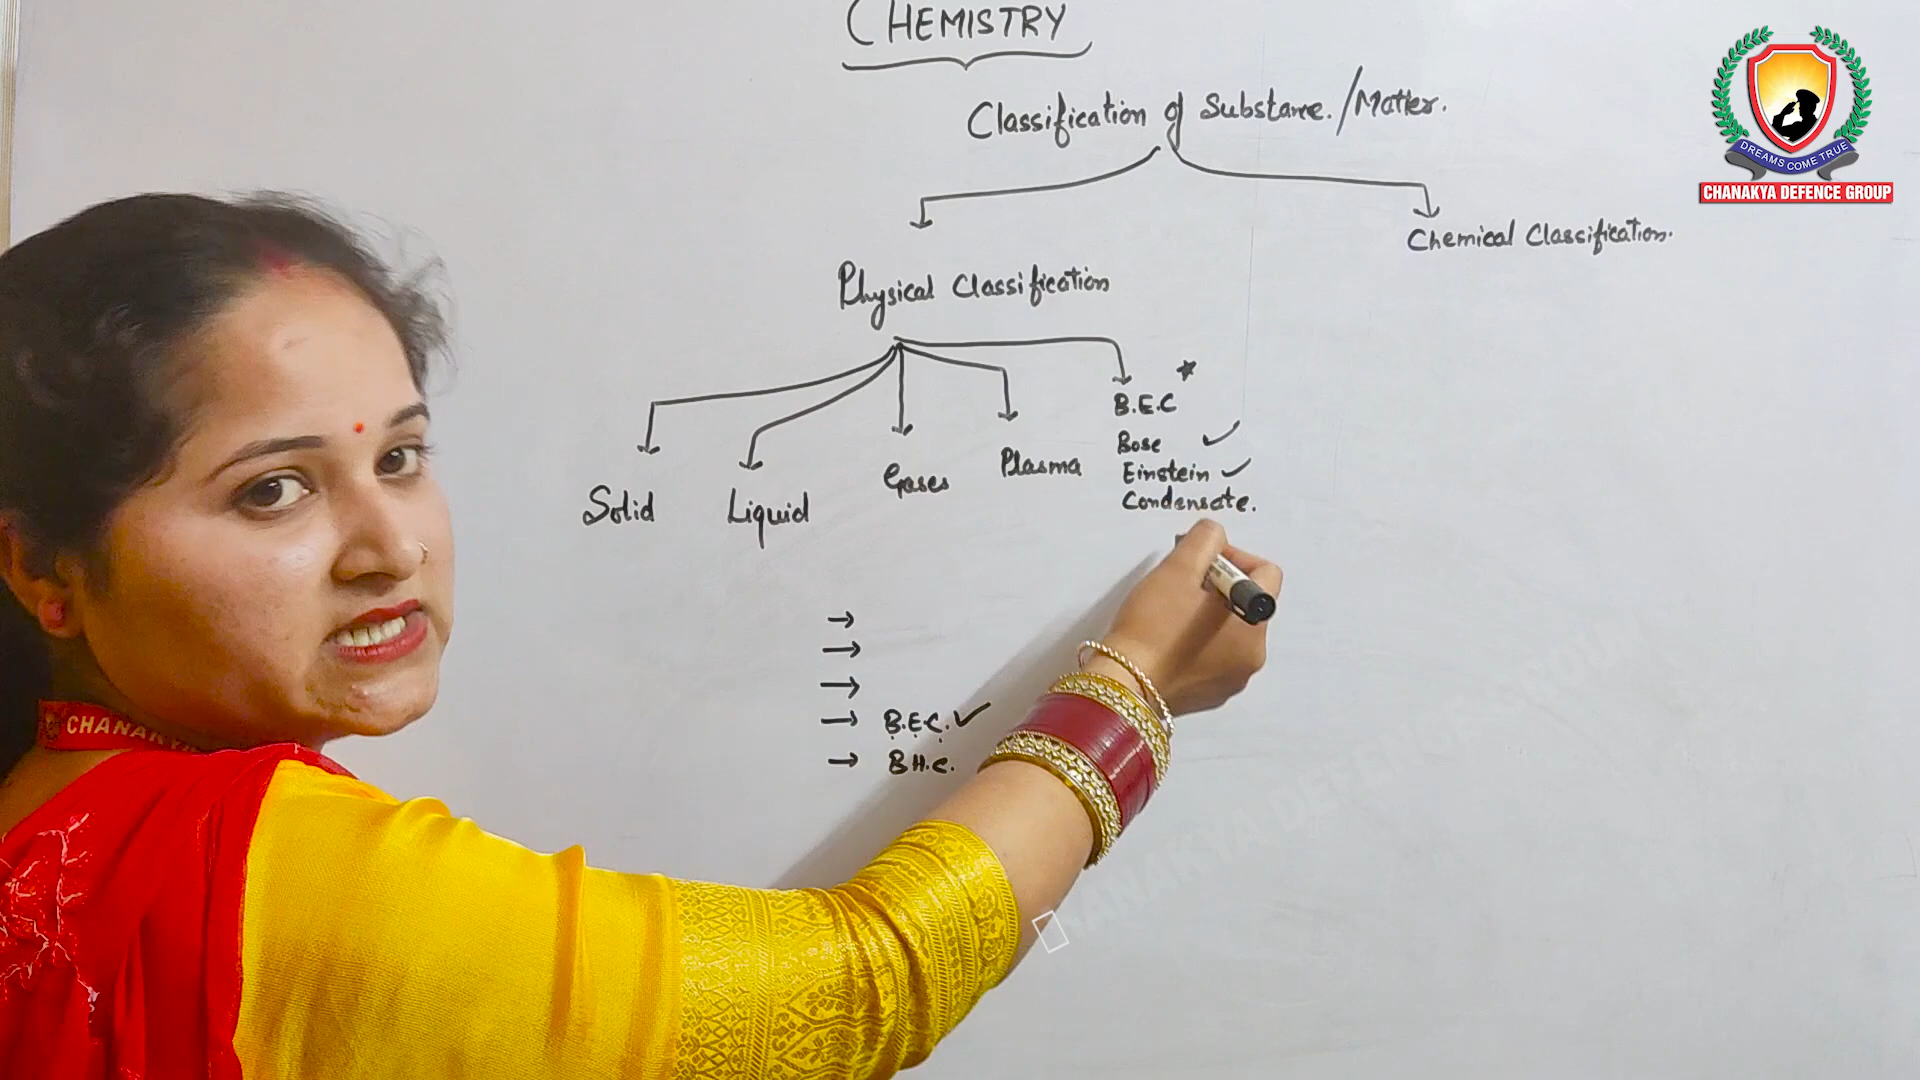 CHEMISTRY
Classification of Substance./Matter.
Physical Classification
Chemical Classification.
Solid
Liquid
Gases
Plasma
B.E.C
Bose
Einstein
Condensate.
→
→
→
→ B.E.C.
→ B.H.C.
DREAMS COME TRUE
CHANAKYA DEFENCE GROUP
CHANAKYA